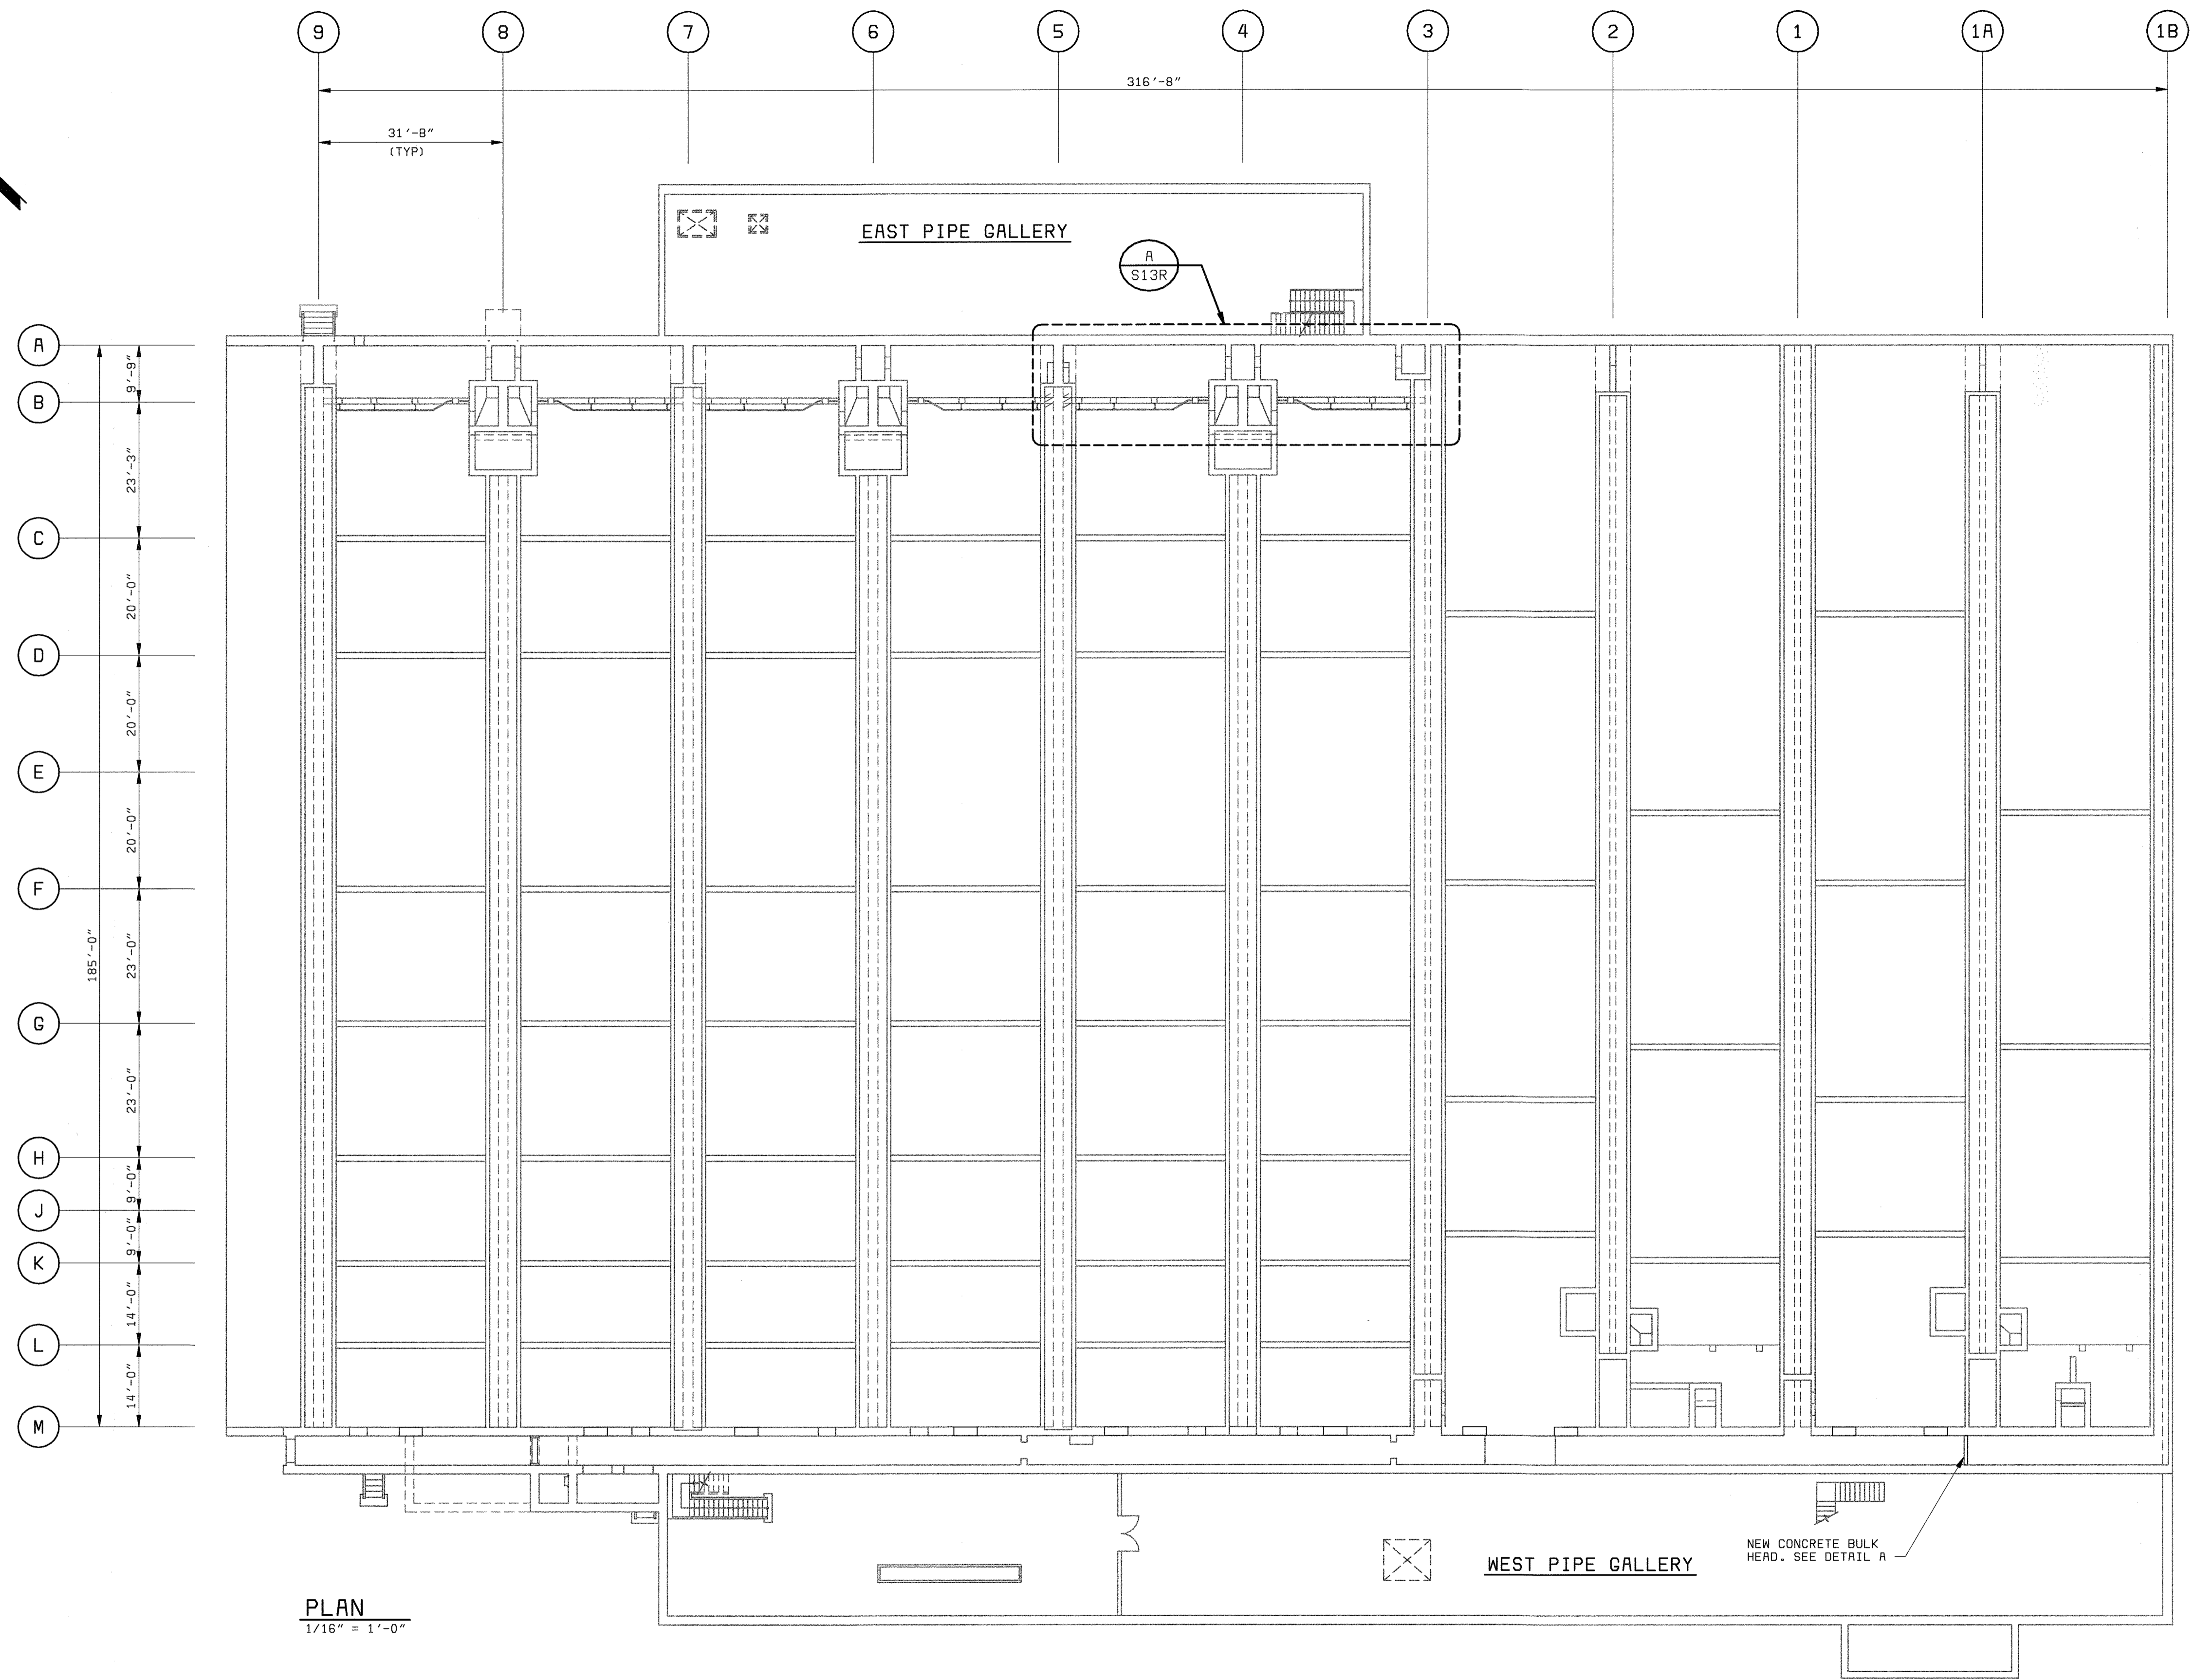 9 8 7 6 5 4 3 2 1 1A 1B
316'-8"
31'-8"
(TYP)
EAST PIPE GALLERY
A
S13R
A
9'-9"
B
23'-3"
C
20'-0"
D
20'-0"
E
20'-0"
F
185'-0"
23'-0"
G
23'-0"
H
9'-0"
J
9'-0"
K
14'-0"
L
14'-0"
M
NEW CONCRETE BULK
HEAD. SEE DETAIL A
WEST PIPE GALLERY
PLAN
1/16" = 1'-0"